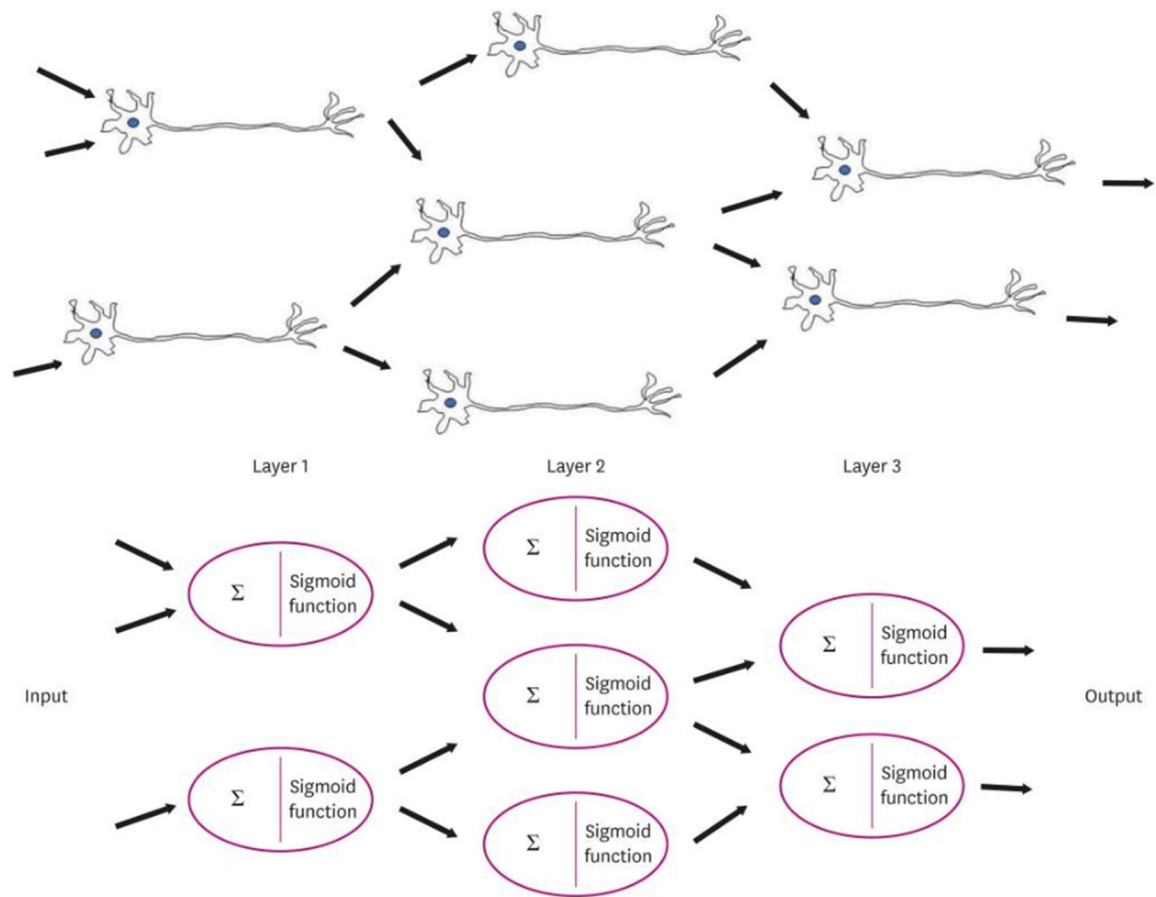 Layer 1
Layer 2
Layer 3
Σ
Sigmoid
function
Σ
Sigmoid
function
Σ
Sigmoid
function
Σ
Sigmoid
function
Input
Output
Σ
Sigmoid
function
Σ
Sigmoid
function
Σ
Sigmoid
function